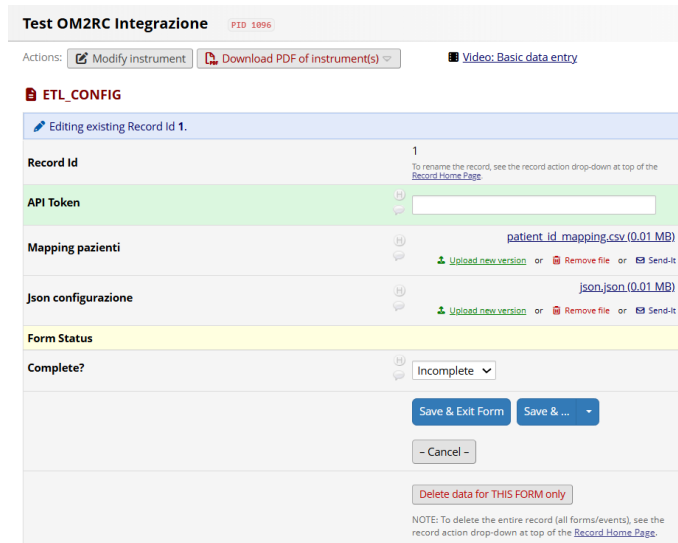 Test OM2RC Integrazione PID 1096
Actions: Modify instrument Download PDF of instrument(s) Video: Basic data entry
ETL_CONFIG
Editing existing Record Id 1.
Record Id 1
To rename the record, see the record action drop-down at top of the
Record Home Page.
API Token H
Mapping pazienti H patient_id_mapping.csv (0.01 MB)
Upload new version or Remove file or Send-It
Json configurazione H json.json (0.01 MB)
Upload new version or Remove file or Send-It
Form Status
Complete? H Incomplete
Save & Exit Form Save & ...
– Cancel –
Delete data for THIS FORM only
NOTE: To delete the entire record (all forms/events), see the
record action drop-down at top of the Record Home Page.